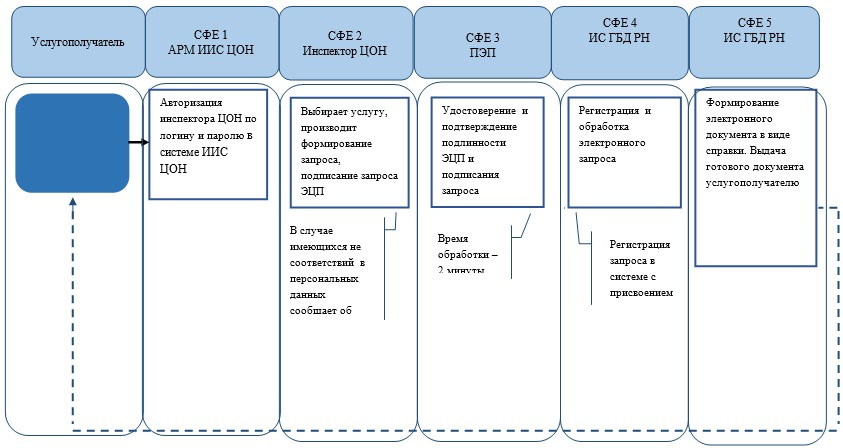 Услугополучатель
СФЕ 1
АРМ ИИС ЦОН
СФЕ 2
Инспектор ЦОН
СФЕ 3
ПЭП
СФЕ 4
ИС ГБД РН
СФЕ 5
ИС ГБД РН
Авторизация
инспектора ЦОН по
логину и паролю в
системе ИИС
ЦОН
Выбирает услугу,
производит
формирование
запроса,
подписание запроса
ЭЦП
Удостоверение и
подтверждение
подлинности
ЭЦП и
подписания
запроса
Регистрация и
обработка
электронного
запроса
Формирование
электронного
документа в виде
справки. Выдача
готового документа
услугополучателю
В случае
имеющихся не
соответствий в
персональных
данных
сообщает об
Время
обработки –
2 минуты
Регистрация
запроса в
системе с
присвоением